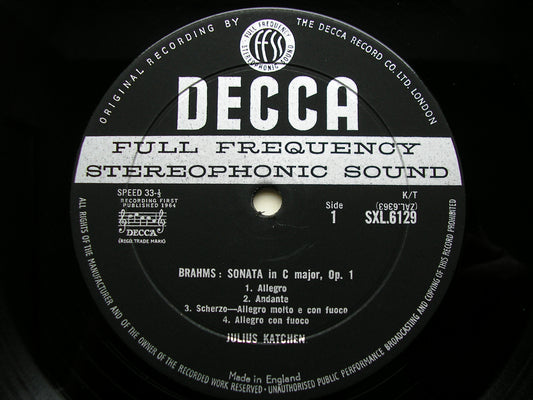 ORIGINAL RECORDING BY THE DECCA RECORD CO. LTD. LONDON
FULL FREQUENCY
FFSS
STEREOPHONIC SOUND
DECCA
FULL FREQUENCY
STEREOPHONIC SOUND
SPEED 33-⅓
RECORDING FIRST
PUBLISHED 1964
DECCA
(REGD. TRADE MARK)
K/T
(ZAL.6363)
Side
1
SXL.6129
BRAHMS: SONATA in C major, Op. 1
1. Allegro
2. Andante
3. Scherzo—Allegro molto e con fuoco
4. Allegro con fuoco
JULIUS KATCHEN
Made in England
ALL RIGHTS OF THE MANUFACTURER AND OF THE OWNER OF THE RECORDED WORK RESERVED · UNAUTHORISED PUBLIC PERFORMANCE BROADCASTING AND COPYING OF THIS RECORD PROHIBITED